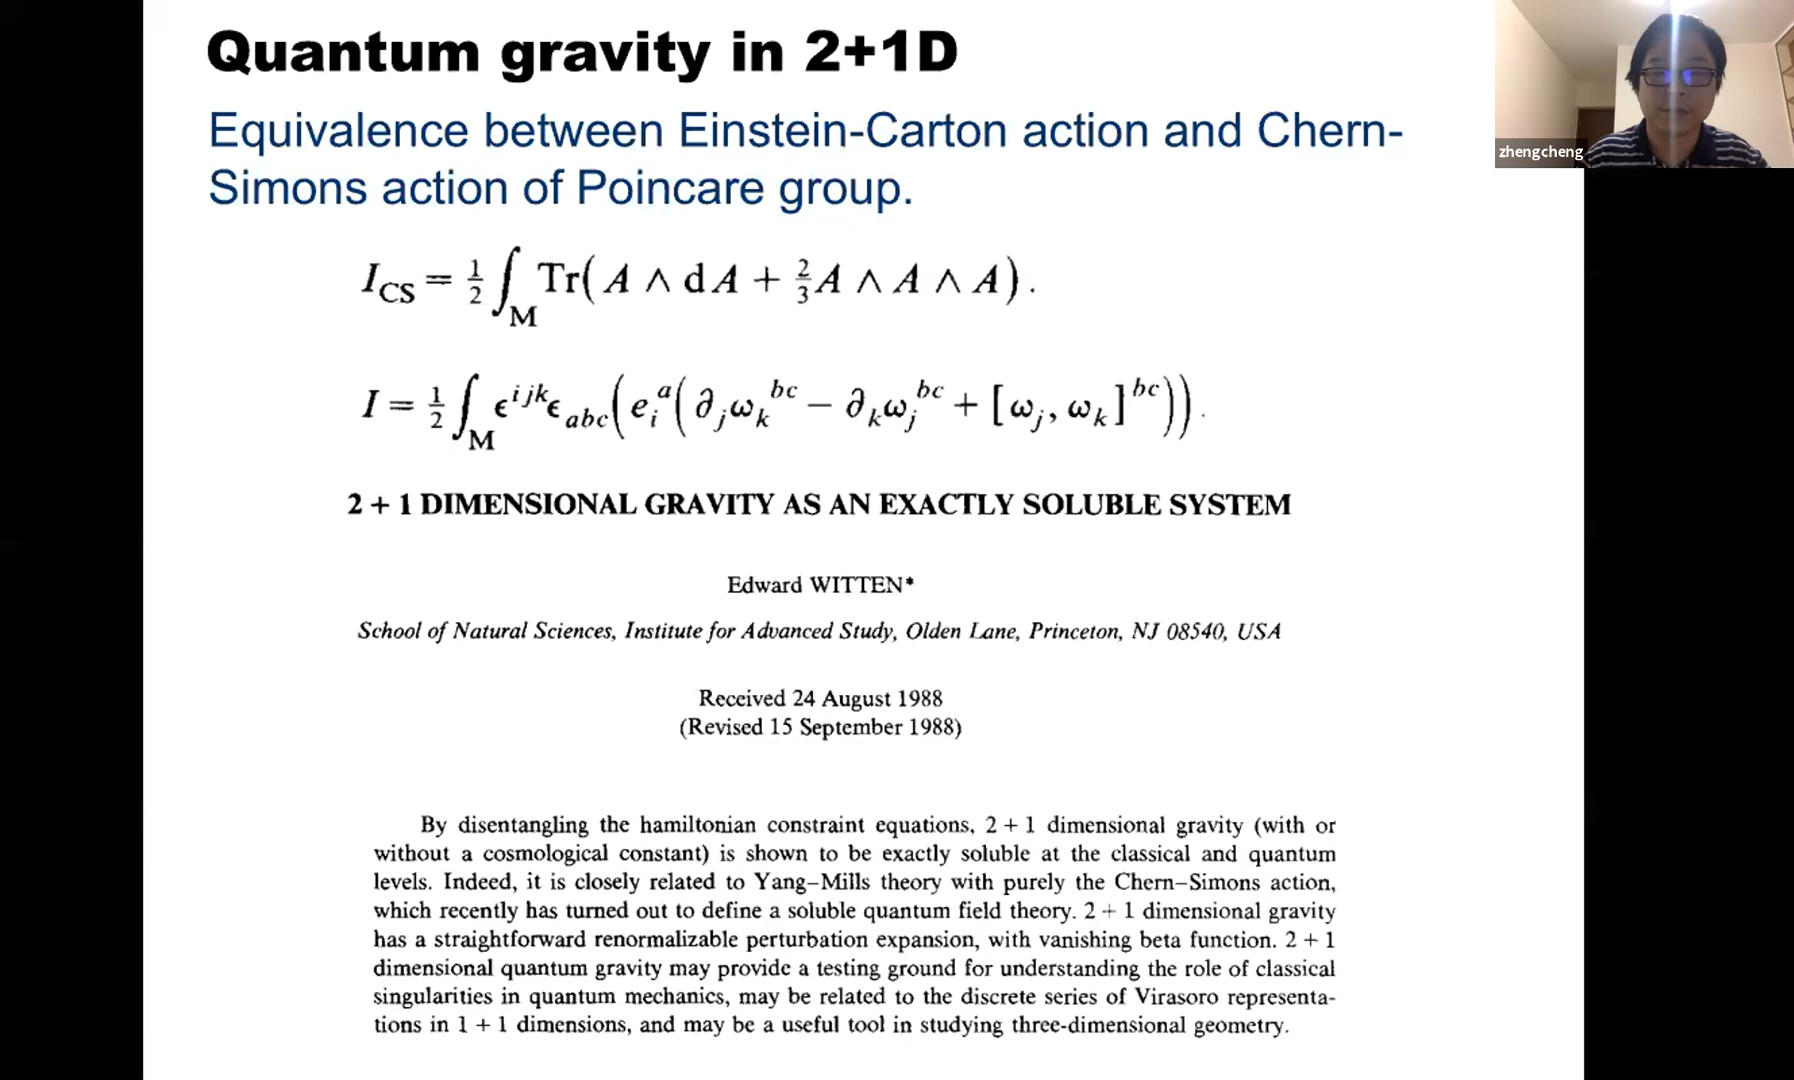 Quantum gravity in 2+1D
Equivalence between Einstein-Carton action and Chern-
Simons action of Poincare group.
zhengcheng
I_CS = ½ ∫_M Tr( A ∧ dA + ⅔ A ∧ A ∧ A ) .
I = ½ ∫_M ϵ^{ijk} ϵ_{abc} ( e_i^a ( ∂_j ω_k^{bc} − ∂_k ω_j^{bc} + [ ω_j, ω_k ]^{bc} ) ) .
2 + 1 DIMENSIONAL GRAVITY AS AN EXACTLY SOLUBLE SYSTEM
Edward WITTEN*
School of Natural Sciences, Institute for Advanced Study, Olden Lane, Princeton, NJ 08540, USA
Received 24 August 1988
(Revised 15 September 1988)
By disentangling the hamiltonian constraint equations, 2 + 1 dimensional gravity (with or
without a cosmological constant) is shown to be exactly soluble at the classical and quantum
levels. Indeed, it is closely related to Yang–Mills theory with purely the Chern–Simons action,
which recently has turned out to define a soluble quantum field theory. 2 + 1 dimensional gravity
has a straightforward renormalizable perturbation expansion, with vanishing beta function. 2 + 1
dimensional quantum gravity may provide a testing ground for understanding the role of classical
singularities in quantum mechanics, may be related to the discrete series of Virasoro representa-
tions in 1 + 1 dimensions, and may be a useful tool in studying three-dimensional geometry.